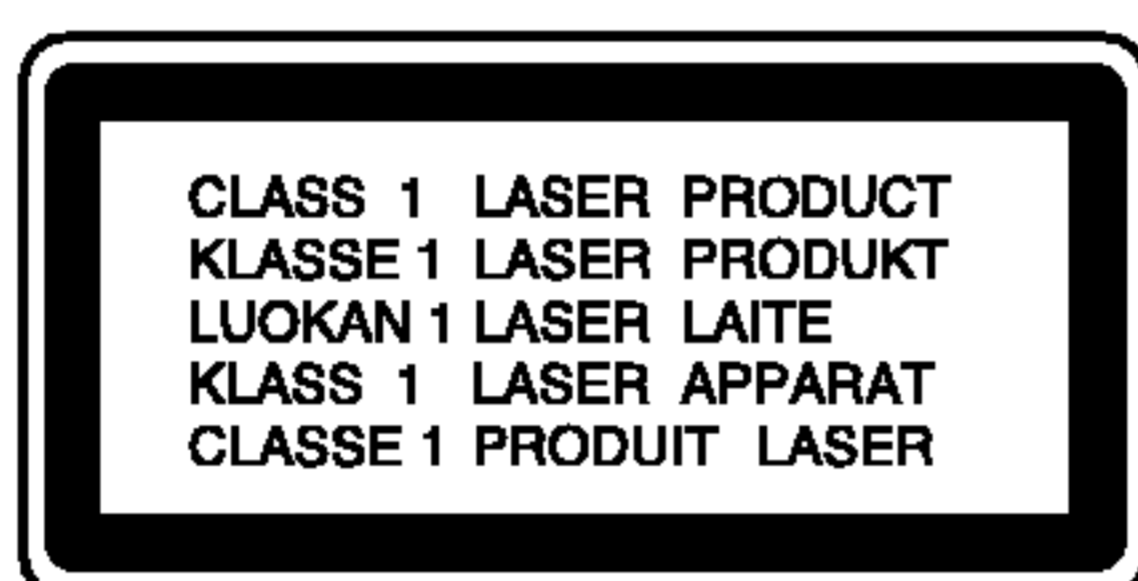 CLASS 1 LASER PRODUCT
KLASSE 1 LASER PRODUKT
LUOKAN 1 LASER LAITE
KLASS 1 LASER APPARAT
CLASSE 1 PRODUIT LASER